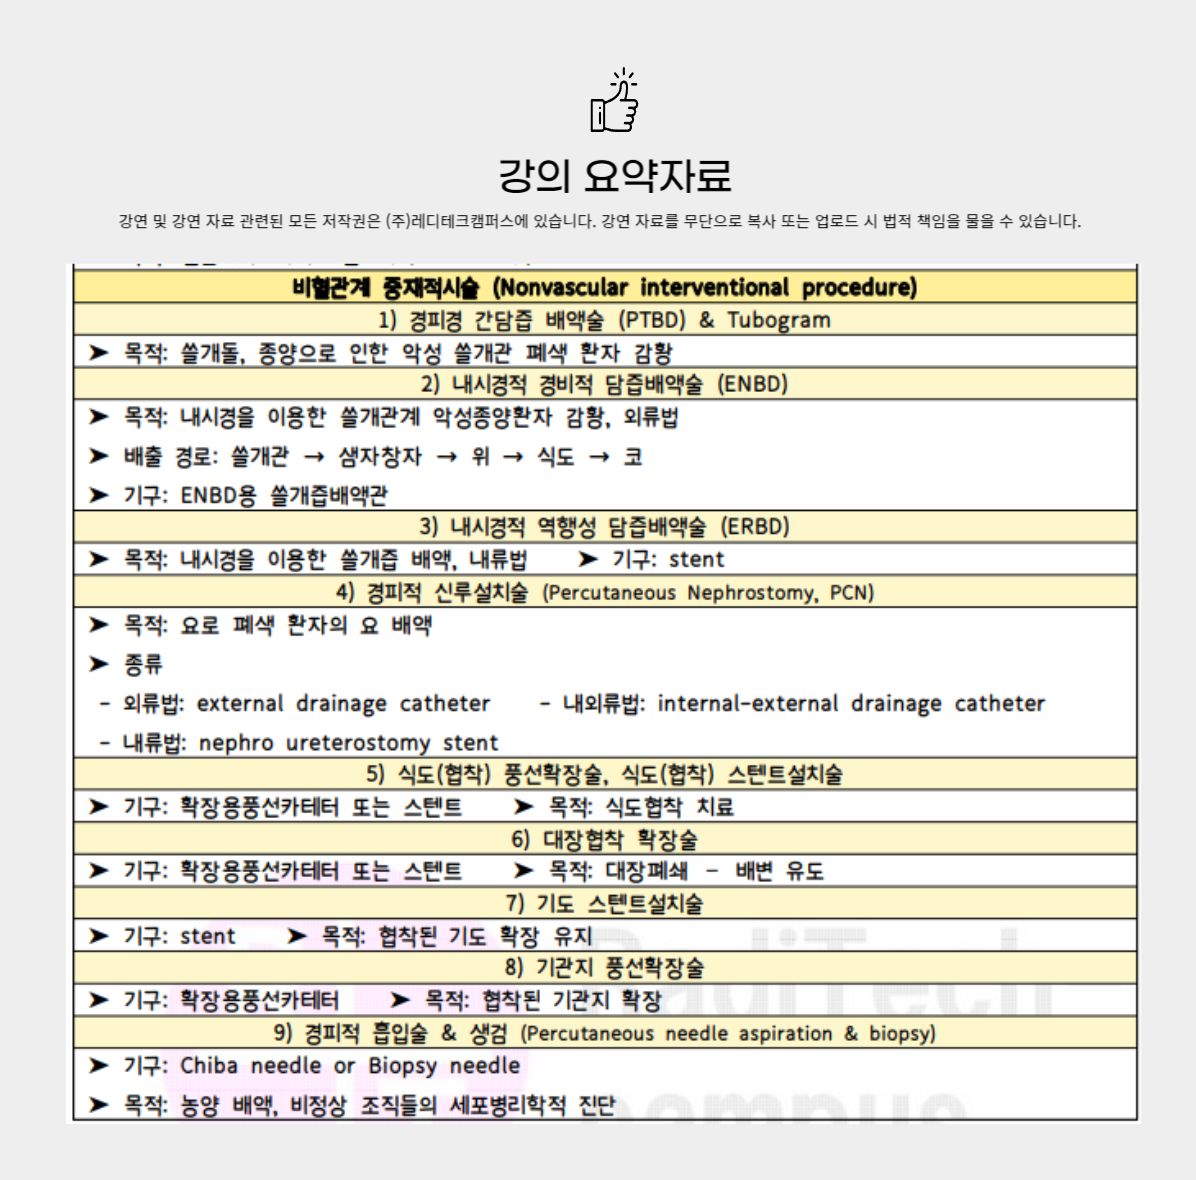 강의 요약자료
강연 및 강연 자료 관련된 모든 저작권은 (주)레디테크캠퍼스에 있습니다. 강연 자료를 무단으로 복사 또는 업로드 시 법적 책임을 물을 수 있습니다.
비혈관계 중재적시술 (Nonvascular interventional procedure)
1) 경피경 간담즙 배액술 (PTBD) & Tubogram
➤ 목적: 쓸개돌, 종양으로 인한 악성 쓸개관 폐색 환자 감황
2) 내시경적 경비적 담즙배액술 (ENBD)
➤ 목적: 내시경을 이용한 쓸개관계 악성종양환자 감황, 외류법
➤ 배출 경로: 쓸개관 → 샘자창자 → 위 → 식도 → 코
➤ 기구: ENBD용 쓸개즙배액관
3) 내시경적 역행성 담즙배액술 (ERBD)
➤ 목적: 내시경을 이용한 쓸개즙 배액, 내류법 ➤ 기구: stent
4) 경피적 신루설치술 (Percutaneous Nephrostomy, PCN)
➤ 목적: 요로 폐색 환자의 요 배액
➤ 종류
- 외류법: external drainage catheter - 내외류법: internal-external drainage catheter
- 내류법: nephro ureterostomy stent
5) 식도(협착) 풍선확장술, 식도(협착) 스텐트설치술
➤ 기구: 확장용풍선카테터 또는 스텐트 ➤ 목적: 식도협착 치료
6) 대장협착 확장술
➤ 기구: 확장용풍선카테터 또는 스텐트 ➤ 목적: 대장폐쇄 - 배변 유도
7) 기도 스텐트설치술
➤ 기구: stent ➤ 목적: 협착된 기도 확장 유지
8) 기관지 풍선확장술
➤ 기구: 확장용풍선카테터 ➤ 목적: 협착된 기관지 확장
9) 경피적 흡입술 & 생검 (Percutaneous needle aspiration & biopsy)
➤ 기구: Chiba needle or Biopsy needle
➤ 목적: 농양 배액, 비정상 조직들의 세포병리학적 진단
RadiTech